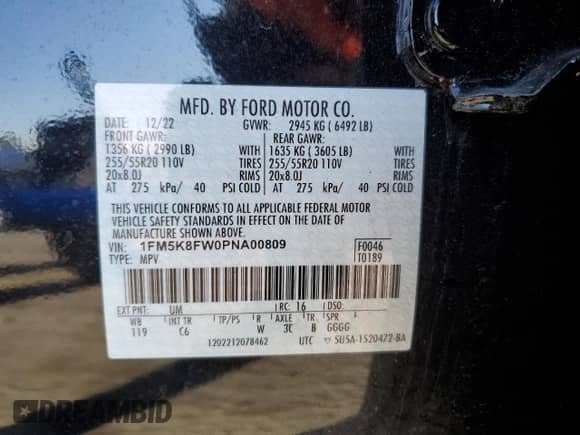 MFD. BY FORD MOTOR CO.
DATE: 12/22 GVWR: 2945 KG ( 6492 LB)
FRONT GAWR: REAR GAWR:
1356 KG ( 2990 LB) WITH 1635 KG ( 3605 LB)
255/55R20 110V TIRES 255/55R20 110V
20x8.0J RIMS 20x8.0J
AT 275 kPa/ 40 PSI COLD AT 275 kPa/ 40 PSI COLD
THIS VEHICLE CONFORMS TO ALL APPLICABLE FEDERAL MOTOR
VEHICLE SAFETY STANDARDS IN EFFECT ON THE DATE OF
MANUFACTURE SHOWN ABOVE.
VIN: 1FM5K8FW0PNA00809 F0046
TYPE: MPV T0189
EXT PNT: UM RC: 16 DSO:
WB INT TR TP/PS R AXLE TR SPR
119 C6 W 3C B GGGG
1202212078462 UTC 5U5A-1520472-BA
DREAMBID